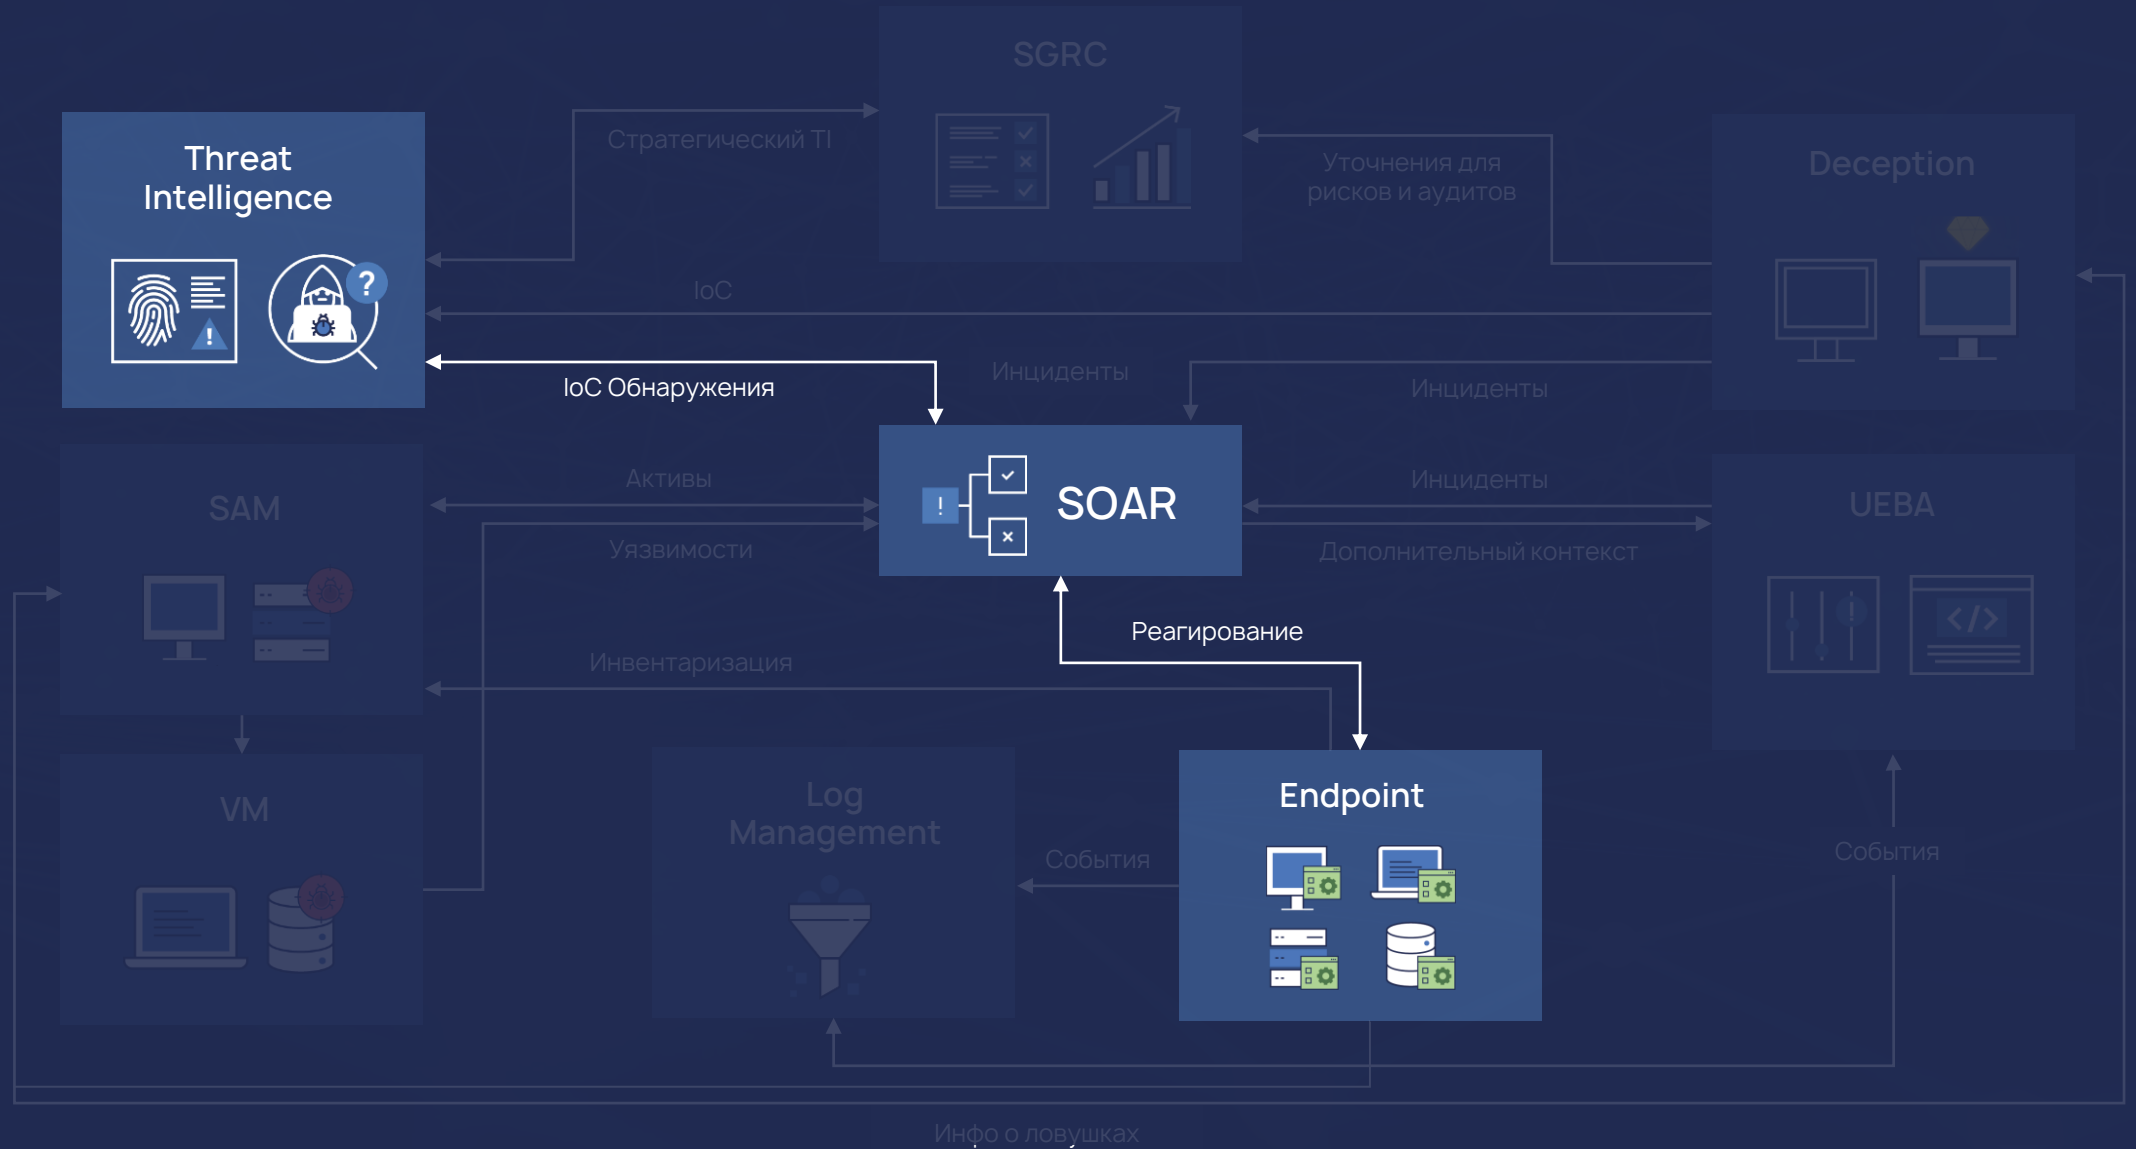 SGRC
Threat
Intelligence
Стратегический TI
Уточнения для
рисков и аудитов
Deception
?
!
IoC
IoC Обнаружения
Инциденты
Инциденты
SAM
Активы
!
SOAR
Инциденты
UEBA
Уязвимости
Дополнительный контекст
!
</>
Реагирование
Инвентаризация
VM
Log
Management
Endpoint
События
События
Инфо о ловушках